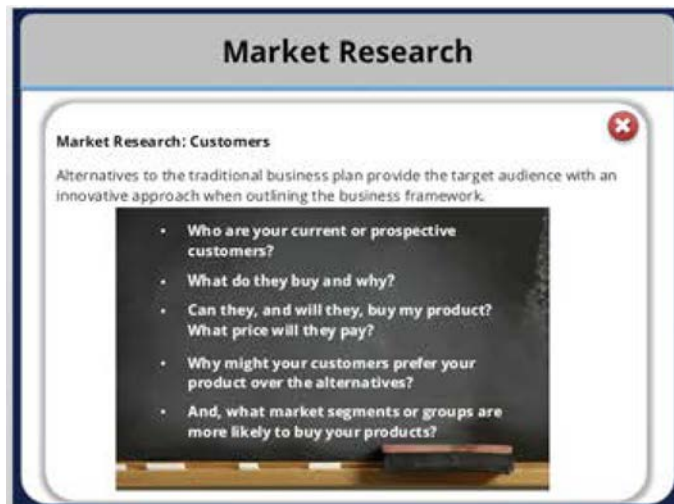 Market Research
Market Research: Customers
Alternatives to the traditional business plan provide the target audience with an
innovative approach when outlining the business framework.
• Who are your current or prospective
customers?
• What do they buy and why?
• Can they, and will they, buy my product?
What price will they pay?
• Why might your customers prefer your
product over the alternatives?
• And, what market segments or groups are
more likely to buy your products?